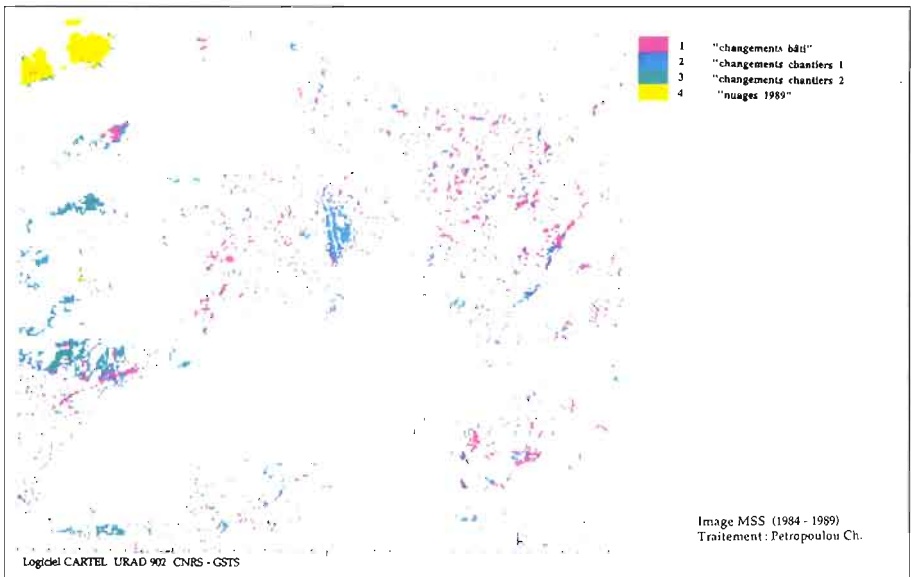 1 "changements bâti"
2 "changements chantiers 1
3 "changements chantiers 2
4 "nuages 1989"
Image MSS (1984 - 1989)
Traitement : Petropoulou Ch.
Logiciel CARTEL URAD 902 CNRS - GSTS